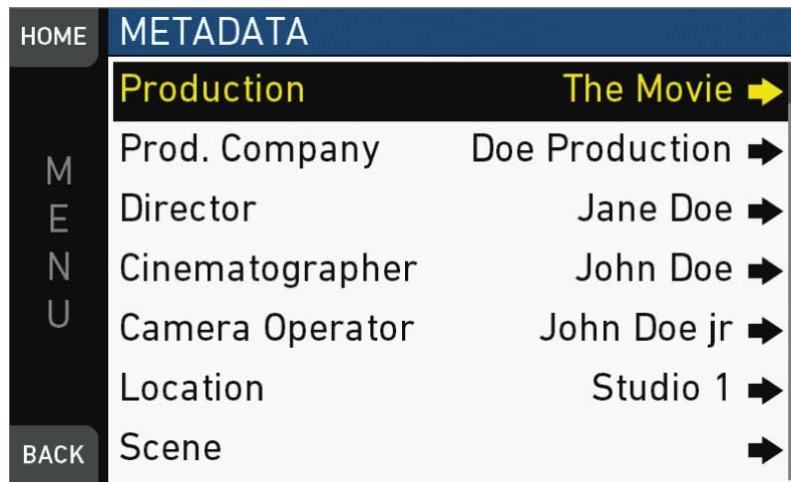 HOME METADATA
Production The Movie
Prod. Company Doe Production
Director Jane Doe
Cinematographer John Doe
Camera Operator John Doe jr
Location Studio 1
Scene
MENU
BACK